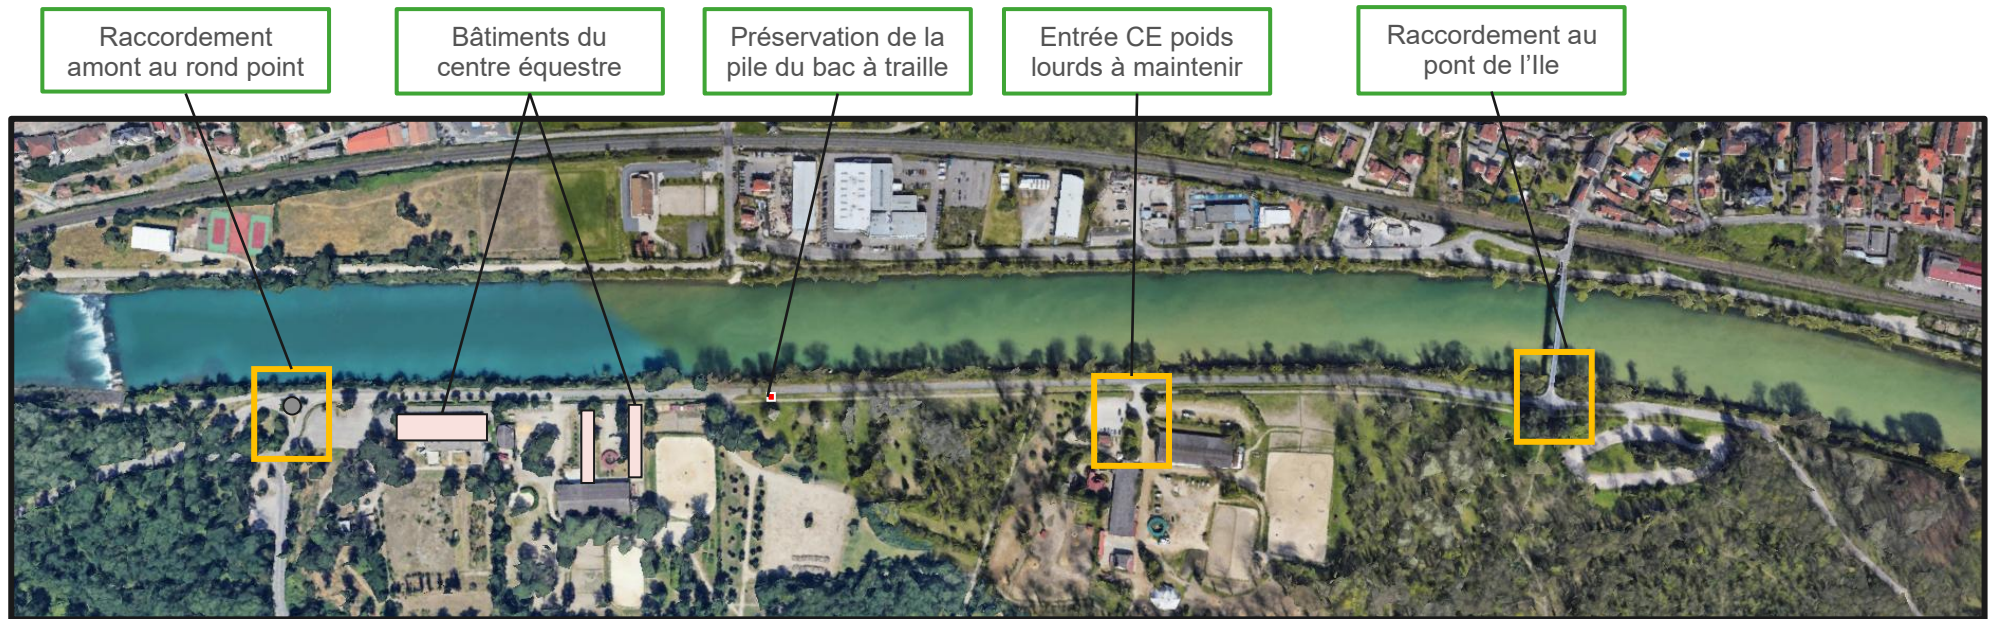 Raccordement
amont au rond point
Bâtiments du
centre équestre
Préservation de la
pile du bac à traille
Entrée CE poids
lourds à maintenir
Raccordement au
pont de l'Ile